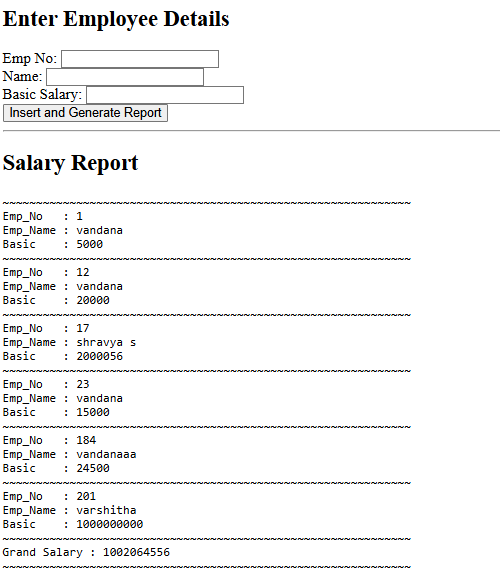 Enter Employee Details
Emp No:
Name:
Basic Salary:
Insert and Generate Report
Salary Report
~~~~~~~~~~~~~~~~~~~~~~~~~~~~~~~~~~~~~~~~~~~~~~~~~~~~~~~~~~~~
Emp_No   : 1
Emp_Name : vandana
Basic    : 5000
~~~~~~~~~~~~~~~~~~~~~~~~~~~~~~~~~~~~~~~~~~~~~~~~~~~~~~~~~~~~
Emp_No   : 12
Emp_Name : vandana
Basic    : 20000
~~~~~~~~~~~~~~~~~~~~~~~~~~~~~~~~~~~~~~~~~~~~~~~~~~~~~~~~~~~~
Emp_No   : 17
Emp_Name : shravya s
Basic    : 2000056
~~~~~~~~~~~~~~~~~~~~~~~~~~~~~~~~~~~~~~~~~~~~~~~~~~~~~~~~~~~~
Emp_No   : 23
Emp_Name : vandana
Basic    : 15000
~~~~~~~~~~~~~~~~~~~~~~~~~~~~~~~~~~~~~~~~~~~~~~~~~~~~~~~~~~~~
Emp_No   : 184
Emp_Name : vandanaaa
Basic    : 24500
~~~~~~~~~~~~~~~~~~~~~~~~~~~~~~~~~~~~~~~~~~~~~~~~~~~~~~~~~~~~
Emp_No   : 201
Emp_Name : varshitha
Basic    : 1000000000
~~~~~~~~~~~~~~~~~~~~~~~~~~~~~~~~~~~~~~~~~~~~~~~~~~~~~~~~~~~~
Grand Salary : 1002064556
~~~~~~~~~~~~~~~~~~~~~~~~~~~~~~~~~~~~~~~~~~~~~~~~~~~~~~~~~~~~